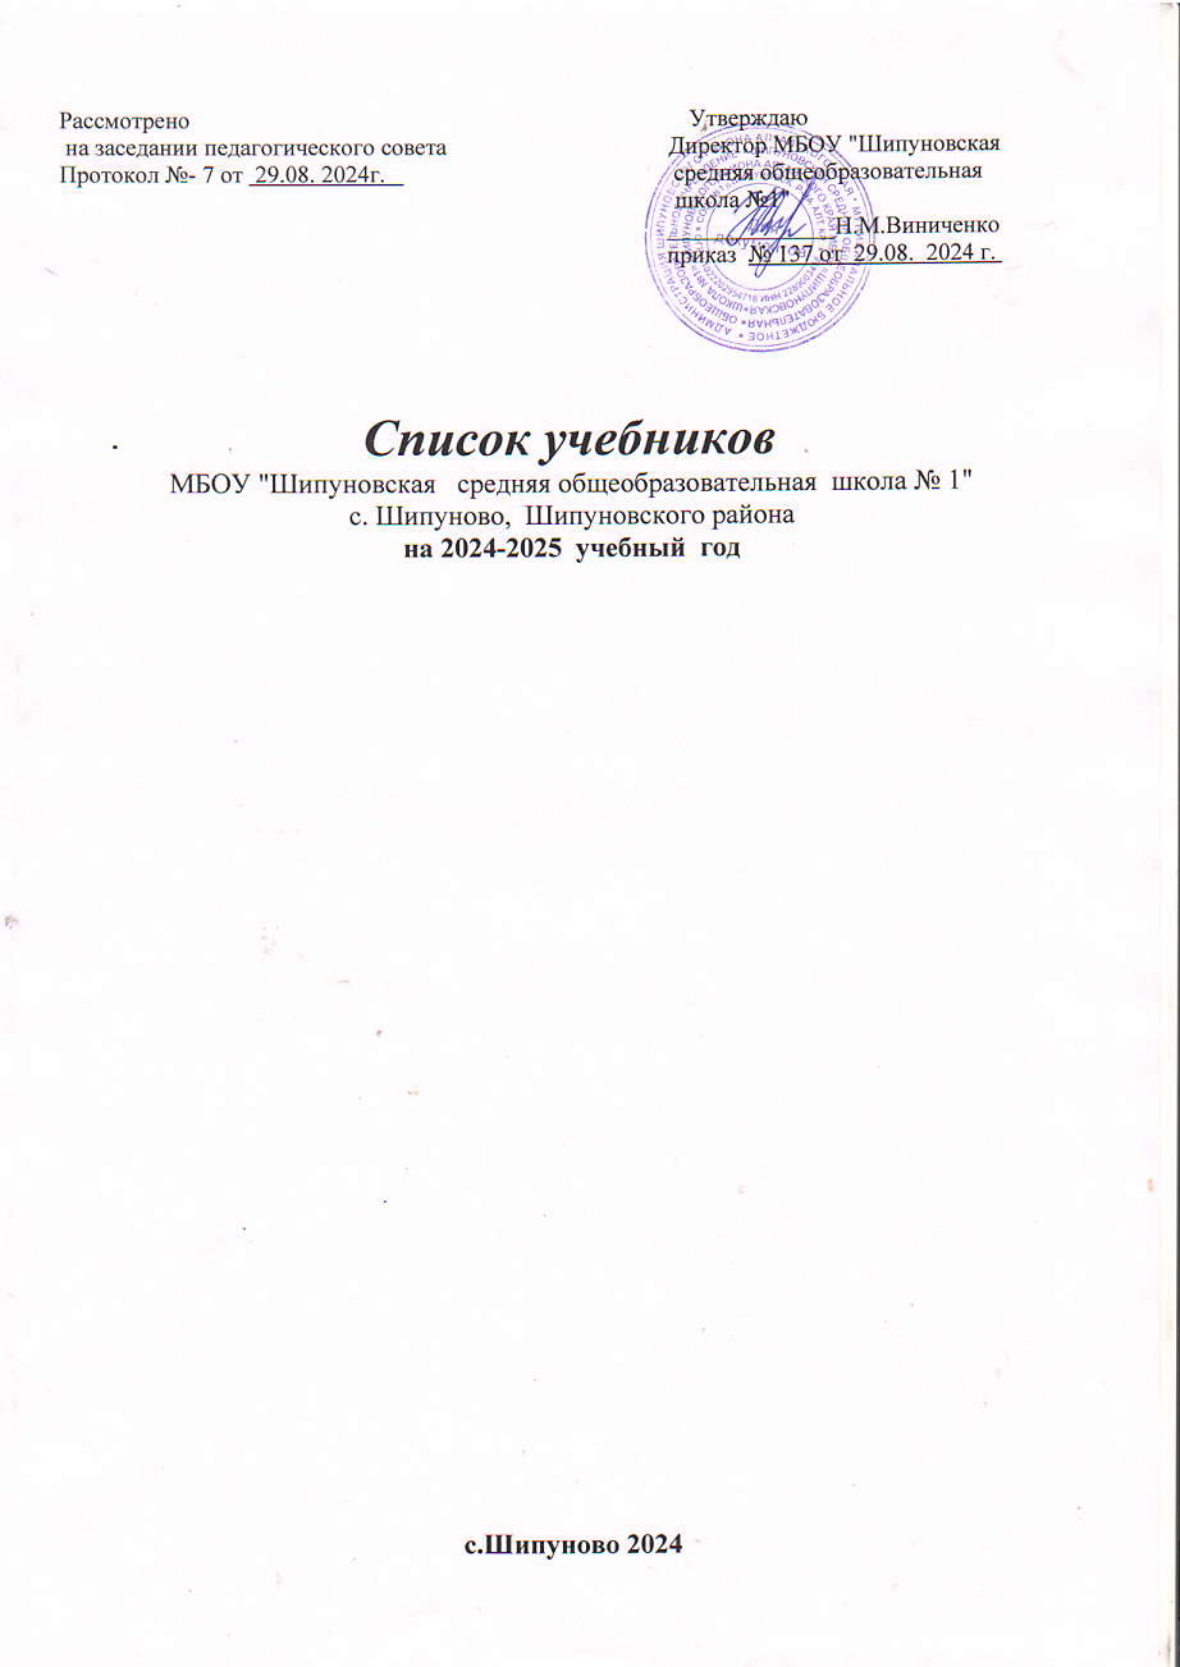 Рассмотрено
на заседании педагогического совета
Протокол №- 7 от 29.08. 2024г.
Утверждаю
Директор МБОУ "Шипуновская
средняя общеобразовательная
школа №1"
Н.М.Виниченко
приказ № 137 от 29.08. 2024 г.
Список учебников
МБОУ "Шипуновская средняя общеобразовательная школа № 1"
с. Шипуново, Шипуновского района
на 2024-2025 учебный год
с.Шипуново 2024